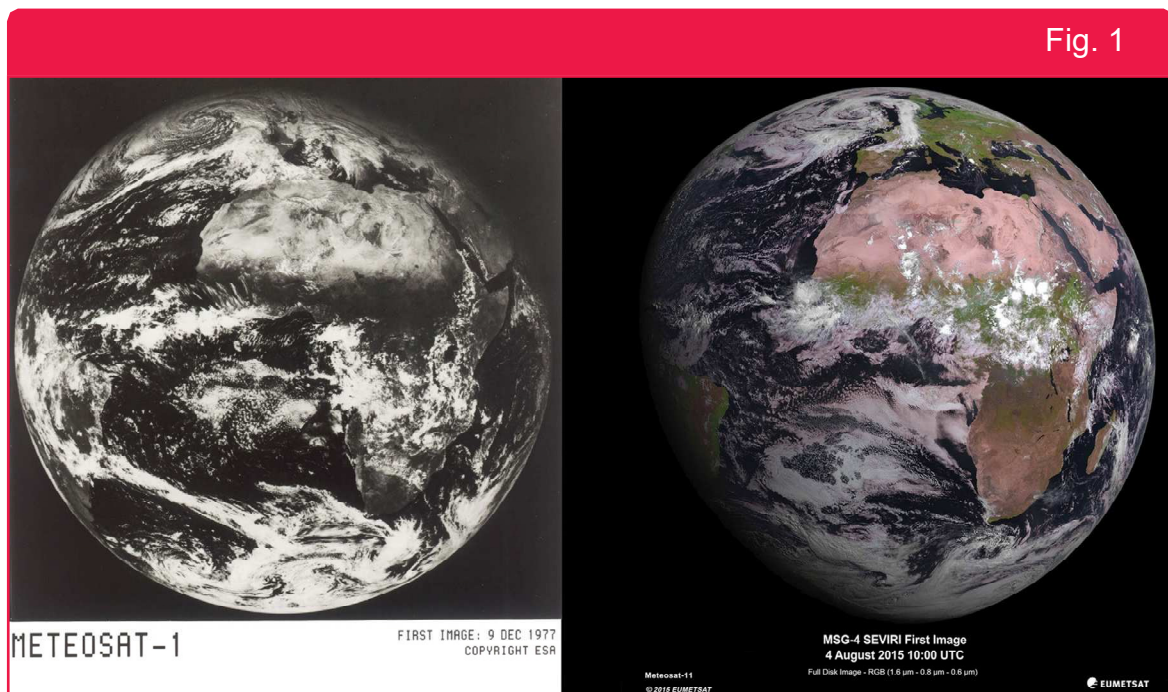 Fig. 1
METEOSAT-1
FIRST IMAGE: 9 DEC 1977
COPYRIGHT ESA
MSG-4 SEVIRI First Image
4 August 2015 10:00 UTC
Full Disk Image - RGB (1.6 µm - 0.8 µm - 0.6 µm)
Meteosat-11
© 2015 EUMETSAT
EUMETSAT